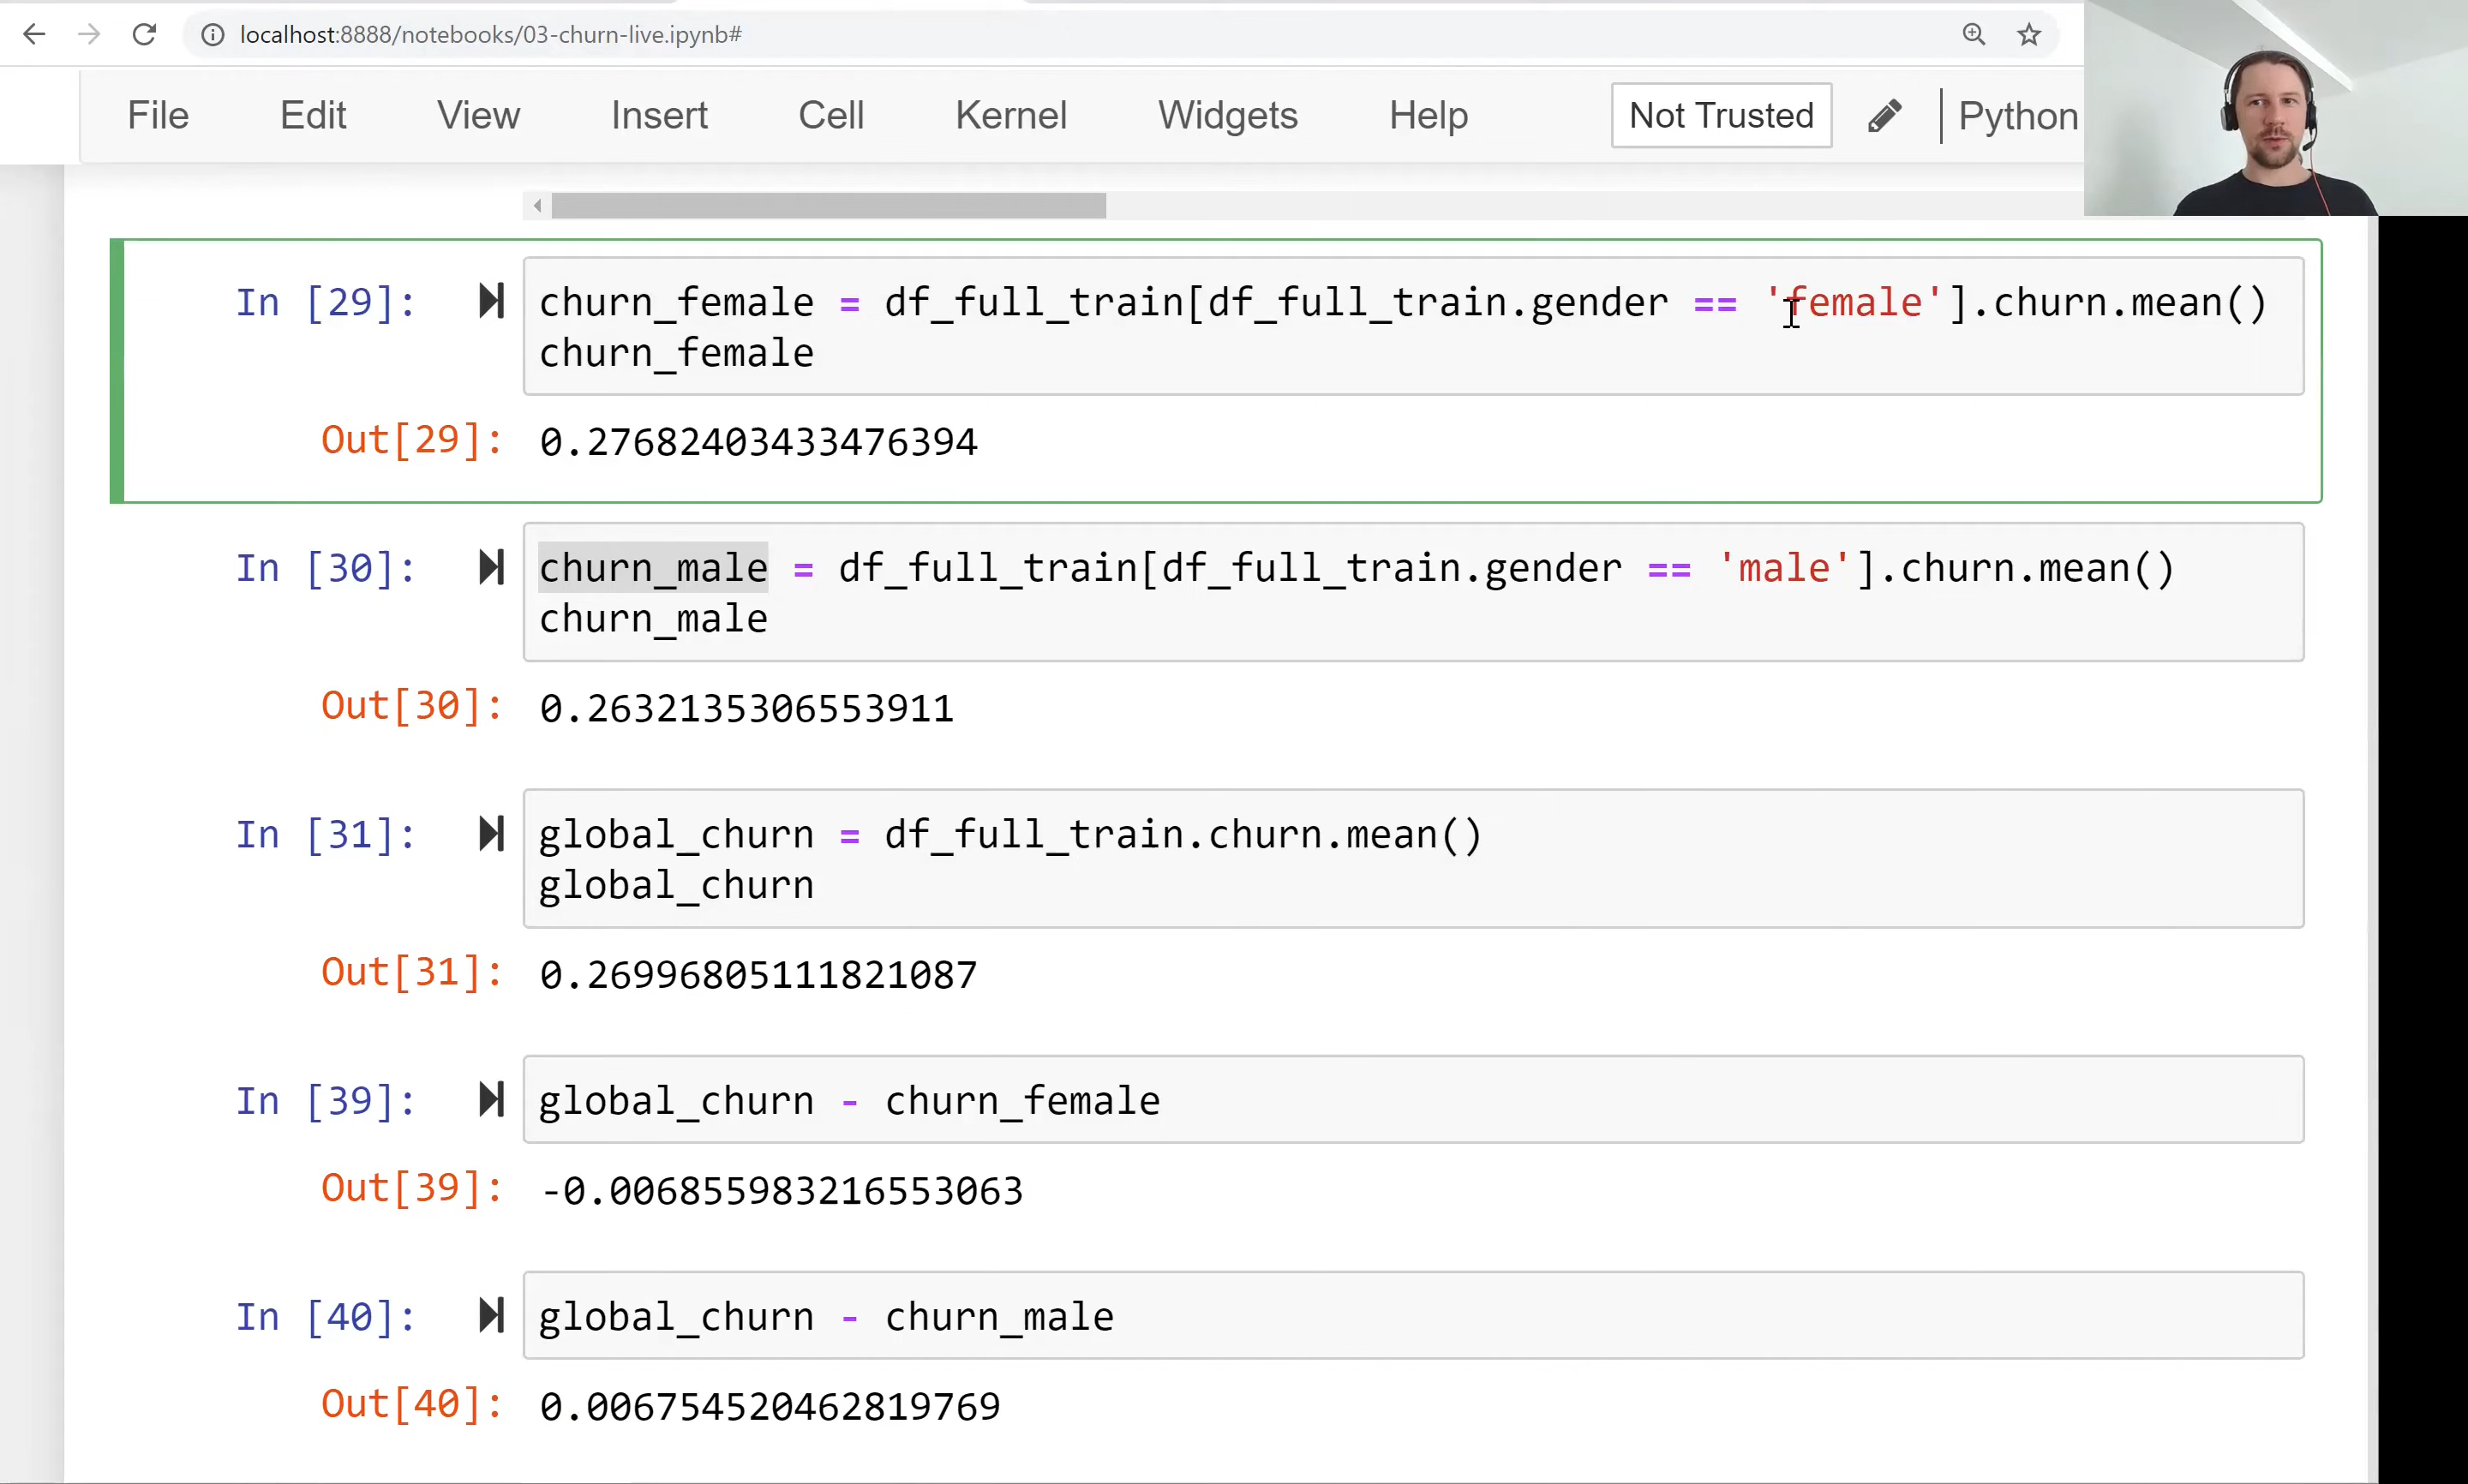 localhost:8888/notebooks/03-churn-live.ipynb#
File Edit View Insert Cell Kernel Widgets Help Not Trusted Python
In [29]: churn_female = df_full_train[df_full_train.gender == 'female'].churn.mean()
churn_female
Out[29]: 0.27682403433476394
In [30]: churn_male = df_full_train[df_full_train.gender == 'male'].churn.mean()
churn_male
Out[30]: 0.2632135306553911
In [31]: global_churn = df_full_train.churn.mean()
global_churn
Out[31]: 0.26996805111821087
In [39]: global_churn - churn_female
Out[39]: -0.006855983216553063
In [40]: global_churn - churn_male
Out[40]: 0.006754520462819769